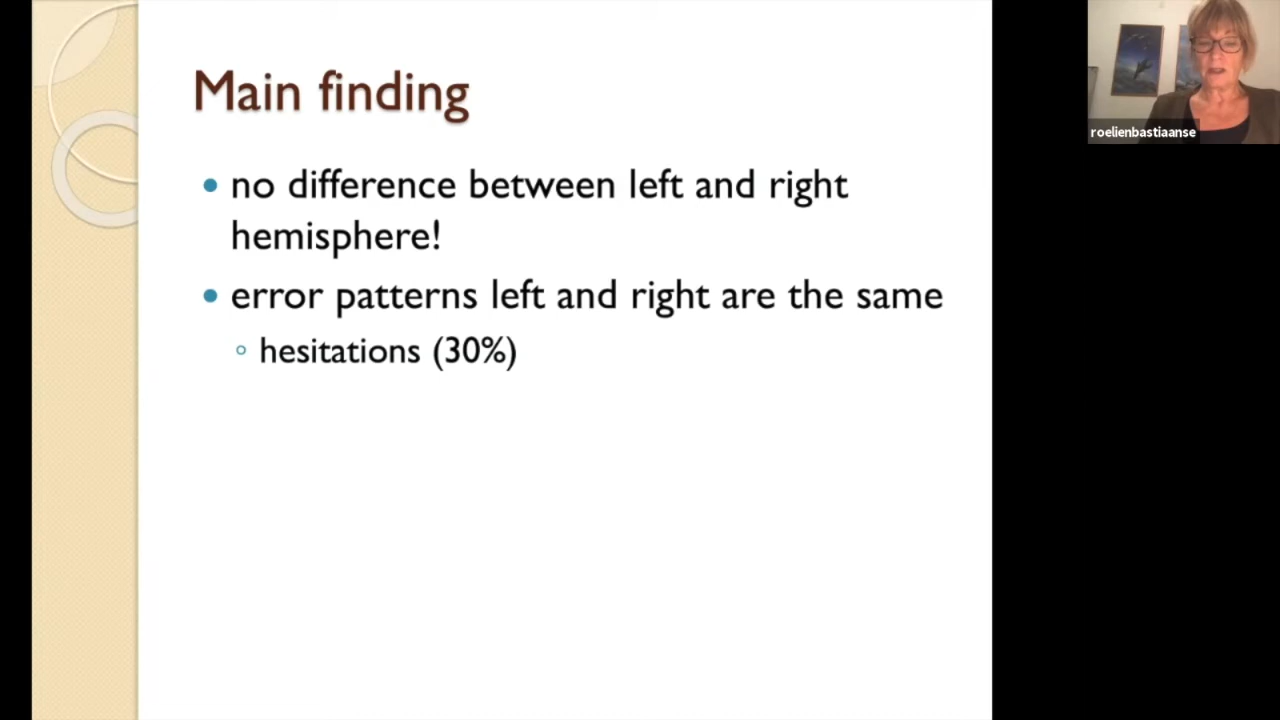 Main finding
• no difference between left and right
hemisphere!
• error patterns left and right are the same
◦ hesitations (30%)
roelienbastiaanse